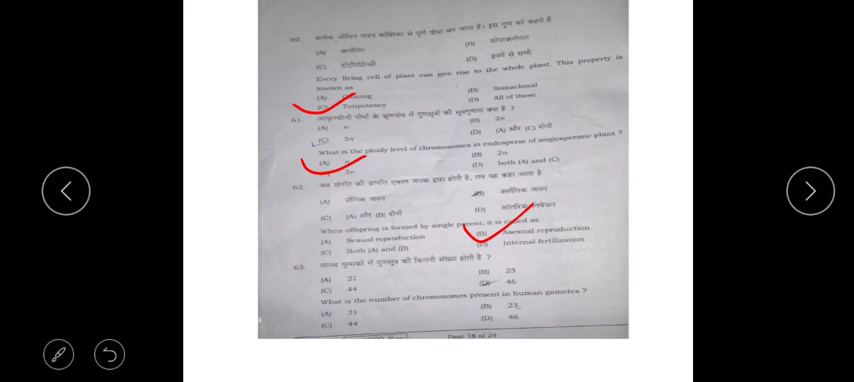 60. प्रत्येक जीवित पादप कोशिका से पूर्ण पौधा बन जाता है। इस गुण को कहते हैं
(A) क्लोनिंग (B) सोमाक्लोनल
(C) टोटीपोटेन्सी (D) इनमें से सभी
Every living cell of plant can give rise to the whole plant. This property is
known as
(A) Cloning (B) Somaclonal
(C) Totipotency (D) All of these
61. आवृतबीजी पौधों के भ्रूणपोष में गुणसूत्रों की सूत्रगुणता क्या है ?
(A) n (B) 2n
(C) 3n (D) (A) और (C) दोनों
What is the ploidy level of chromosomes in endosperm of angiospermic plant ?
(A) n (B) 2n
3n (D) both (A) and (C)
62. जब संतति की उत्पत्ति एकल जनक द्वारा होती है, तब यह कहा जाता है
(A) लैंगिक जनन (B) अलैंगिक जनन
(C) (A) और (B) दोनों (D) आंतरिक निषेचन
When offspring is formed by single parent, it is called as
(A) Sexual reproduction (B) Asexual reproduction
(C) Both (A) and (B) (D) Internal fertilization
63. मानव युग्मकों में गुणसूत्र की कितनी संख्या होती है ?
(A) 21 (B) 23
(C) 44 (D) 46
What is the number of chromosomes present in human gametes ?
(A) 21 (B) 23
(C) 44 (D) 46
Page 18 of 24